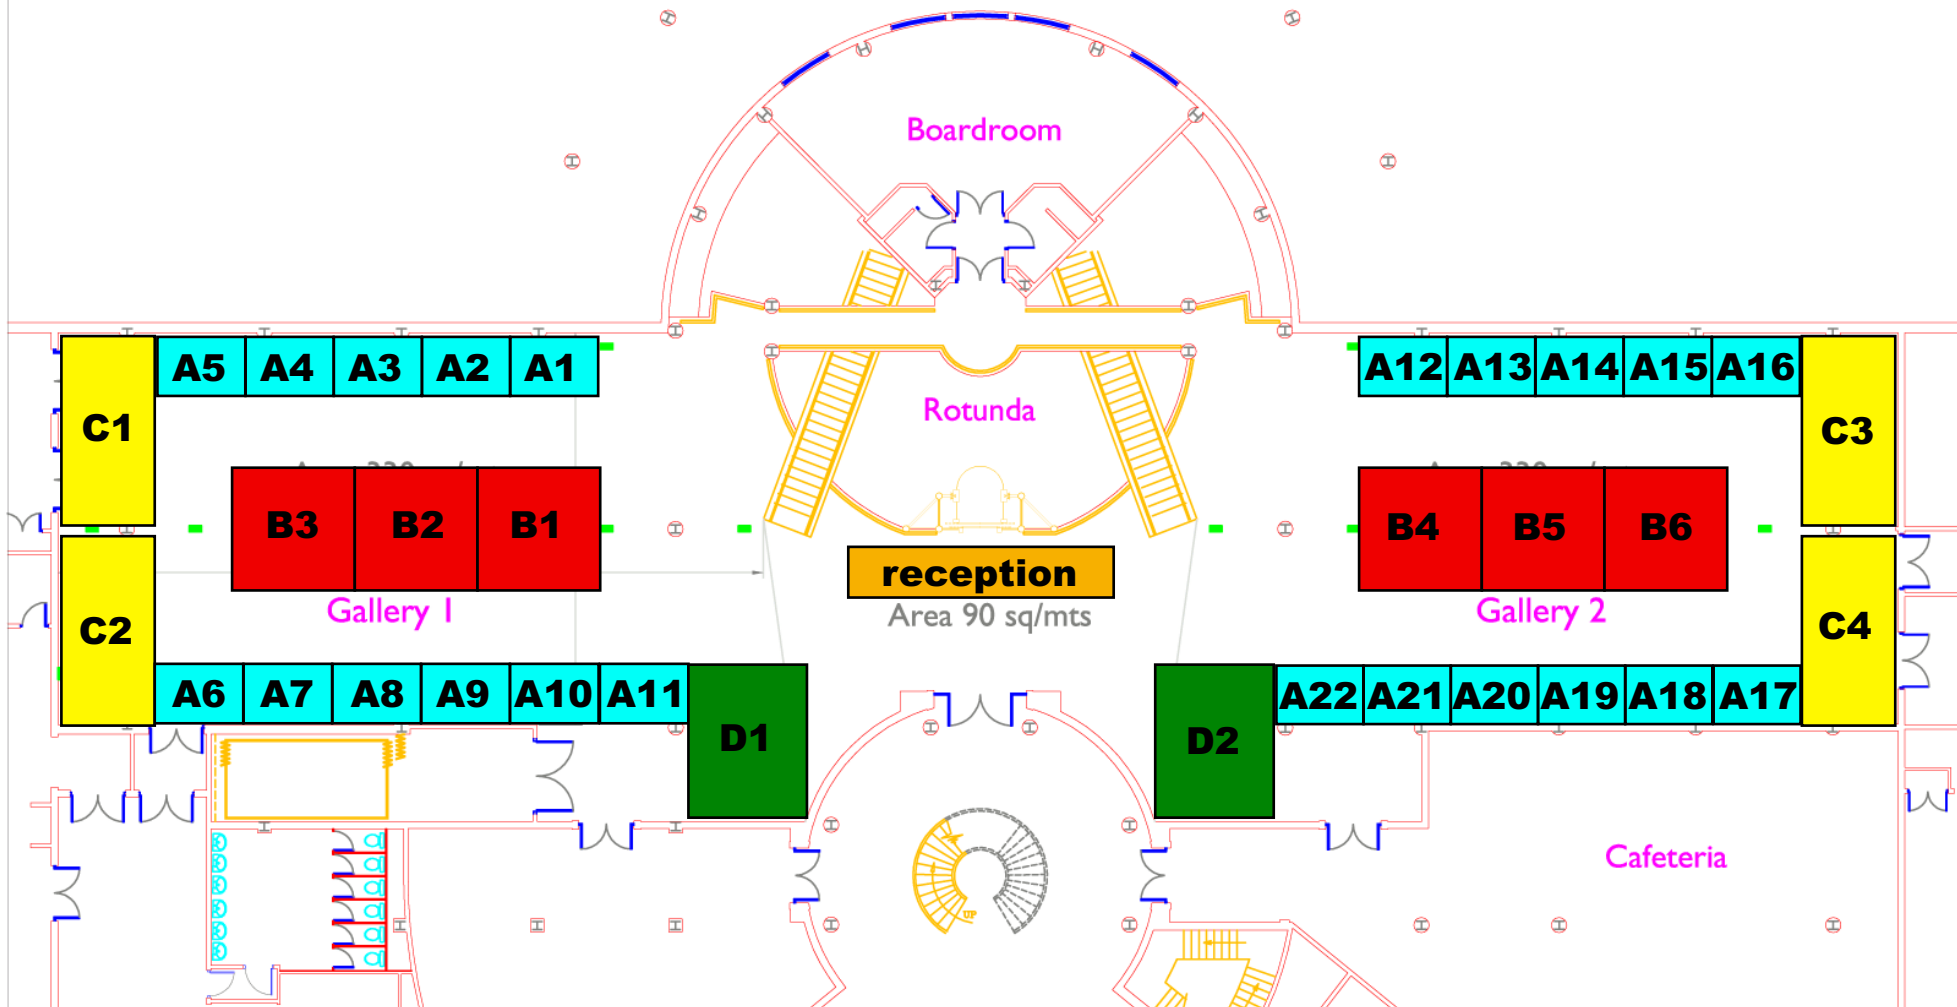 Boardroom
A5 A4 A3 A2 A1
A12 A13 A14 A15 A16
Rotunda
C1
C3
B3 B2 B1
B4 B5 B6
reception
Area 90 sq/mts
Gallery 1
Gallery 2
C2
C4
A6 A7 A8 A9 A10 A11
A22 A21 A20 A19 A18 A17
D1
D2
Cafeteria
UP